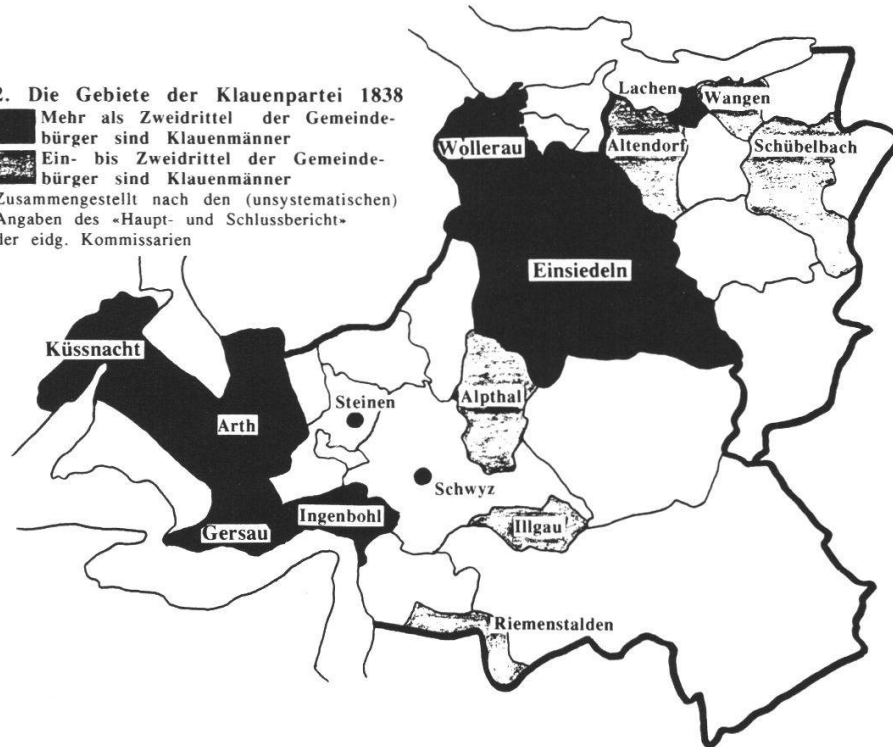 2. Die Gebiete der Klauenpartei 1838
Mehr als Zweidrittel der Gemeinde-
bürger sind Klauenmänner
Ein- bis Zweidrittel der Gemeinde-
bürger sind Klauenmänner
Zusammengestellt nach den (unsystematischen)
Angaben des «Haupt- und Schlussbericht»
der eidg. Kommissarien
Lachen
Wangen
Wollerau
Altendorf
Schübelbach
Einsiedeln
Küssnacht
Alpthal
Steinen
Arth
Schwyz
Ingenbohl
Illgau
Gersau
Riemenstalden